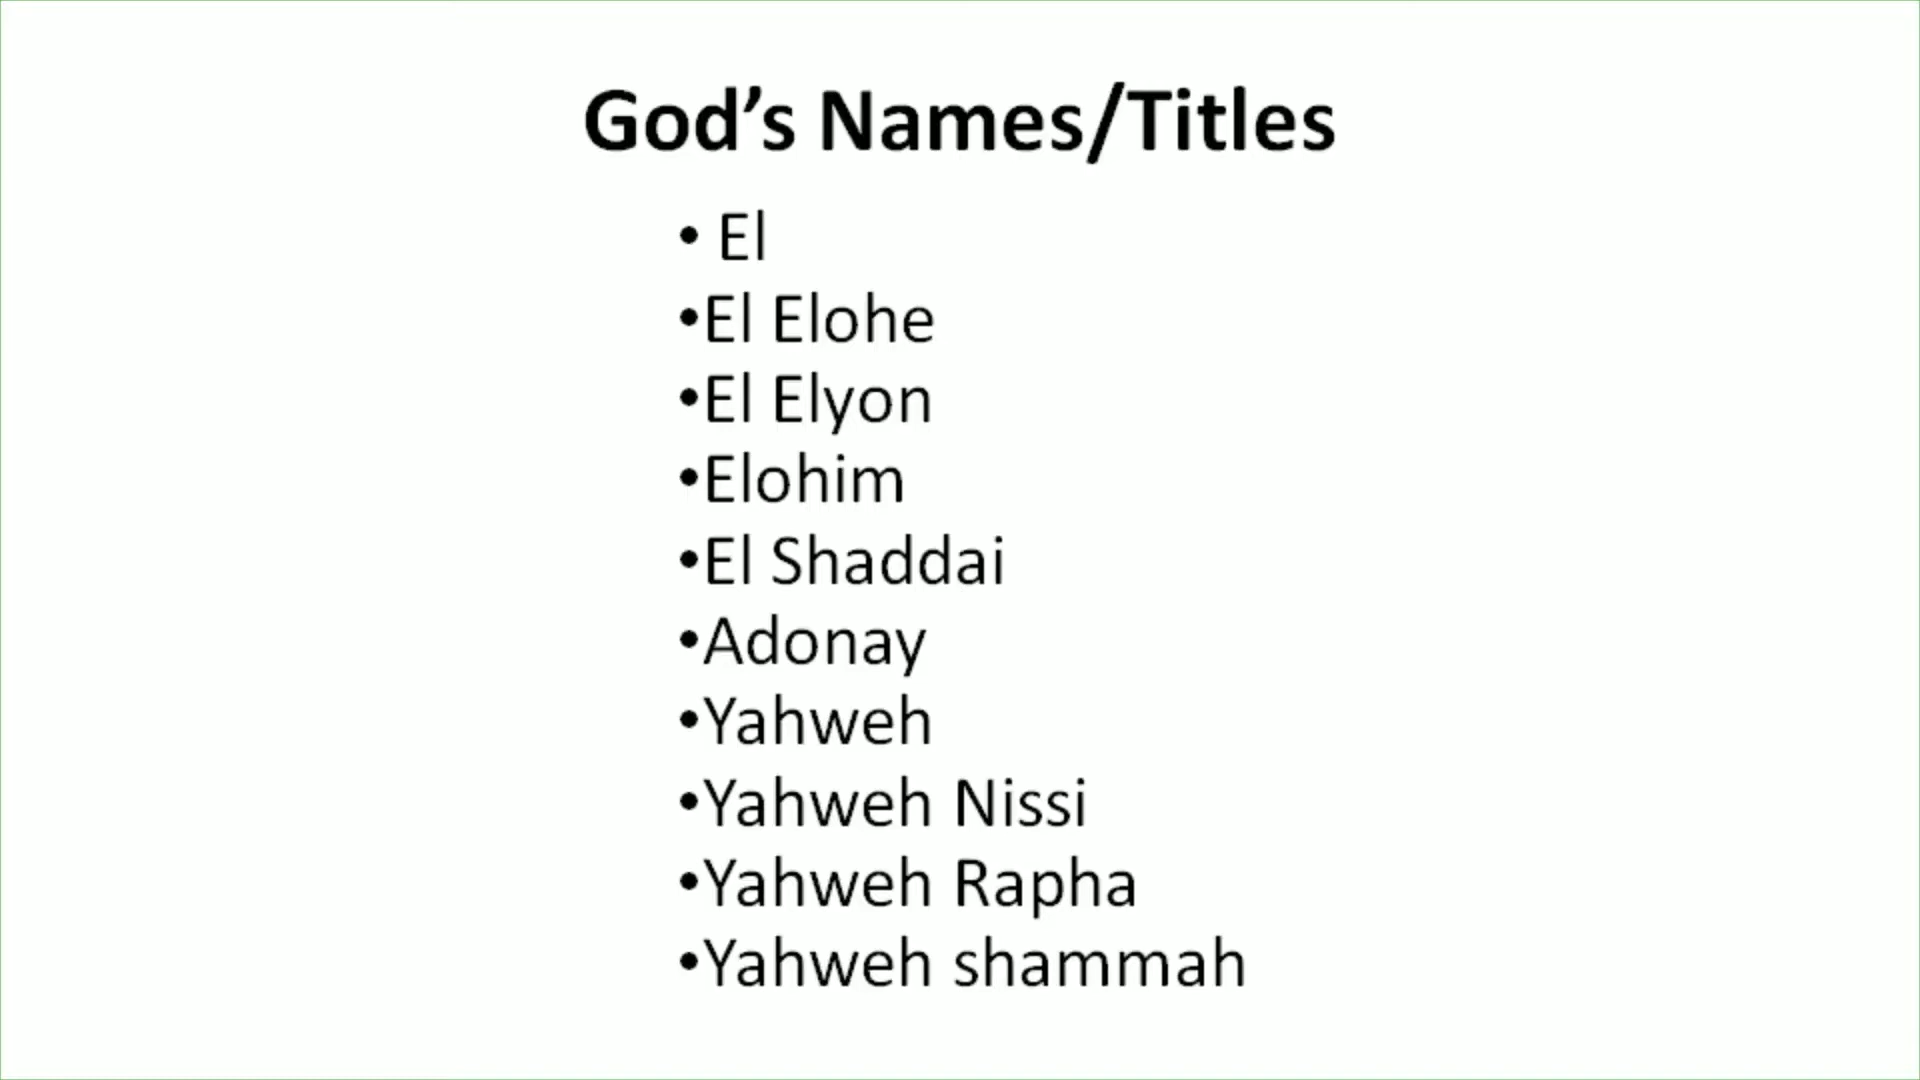 God’s Names/Titles
• El
•El Elohe
•El Elyon
•Elohim
•El Shaddai
•Adonay
•Yahweh
•Yahweh Nissi
•Yahweh Rapha
•Yahweh shammah